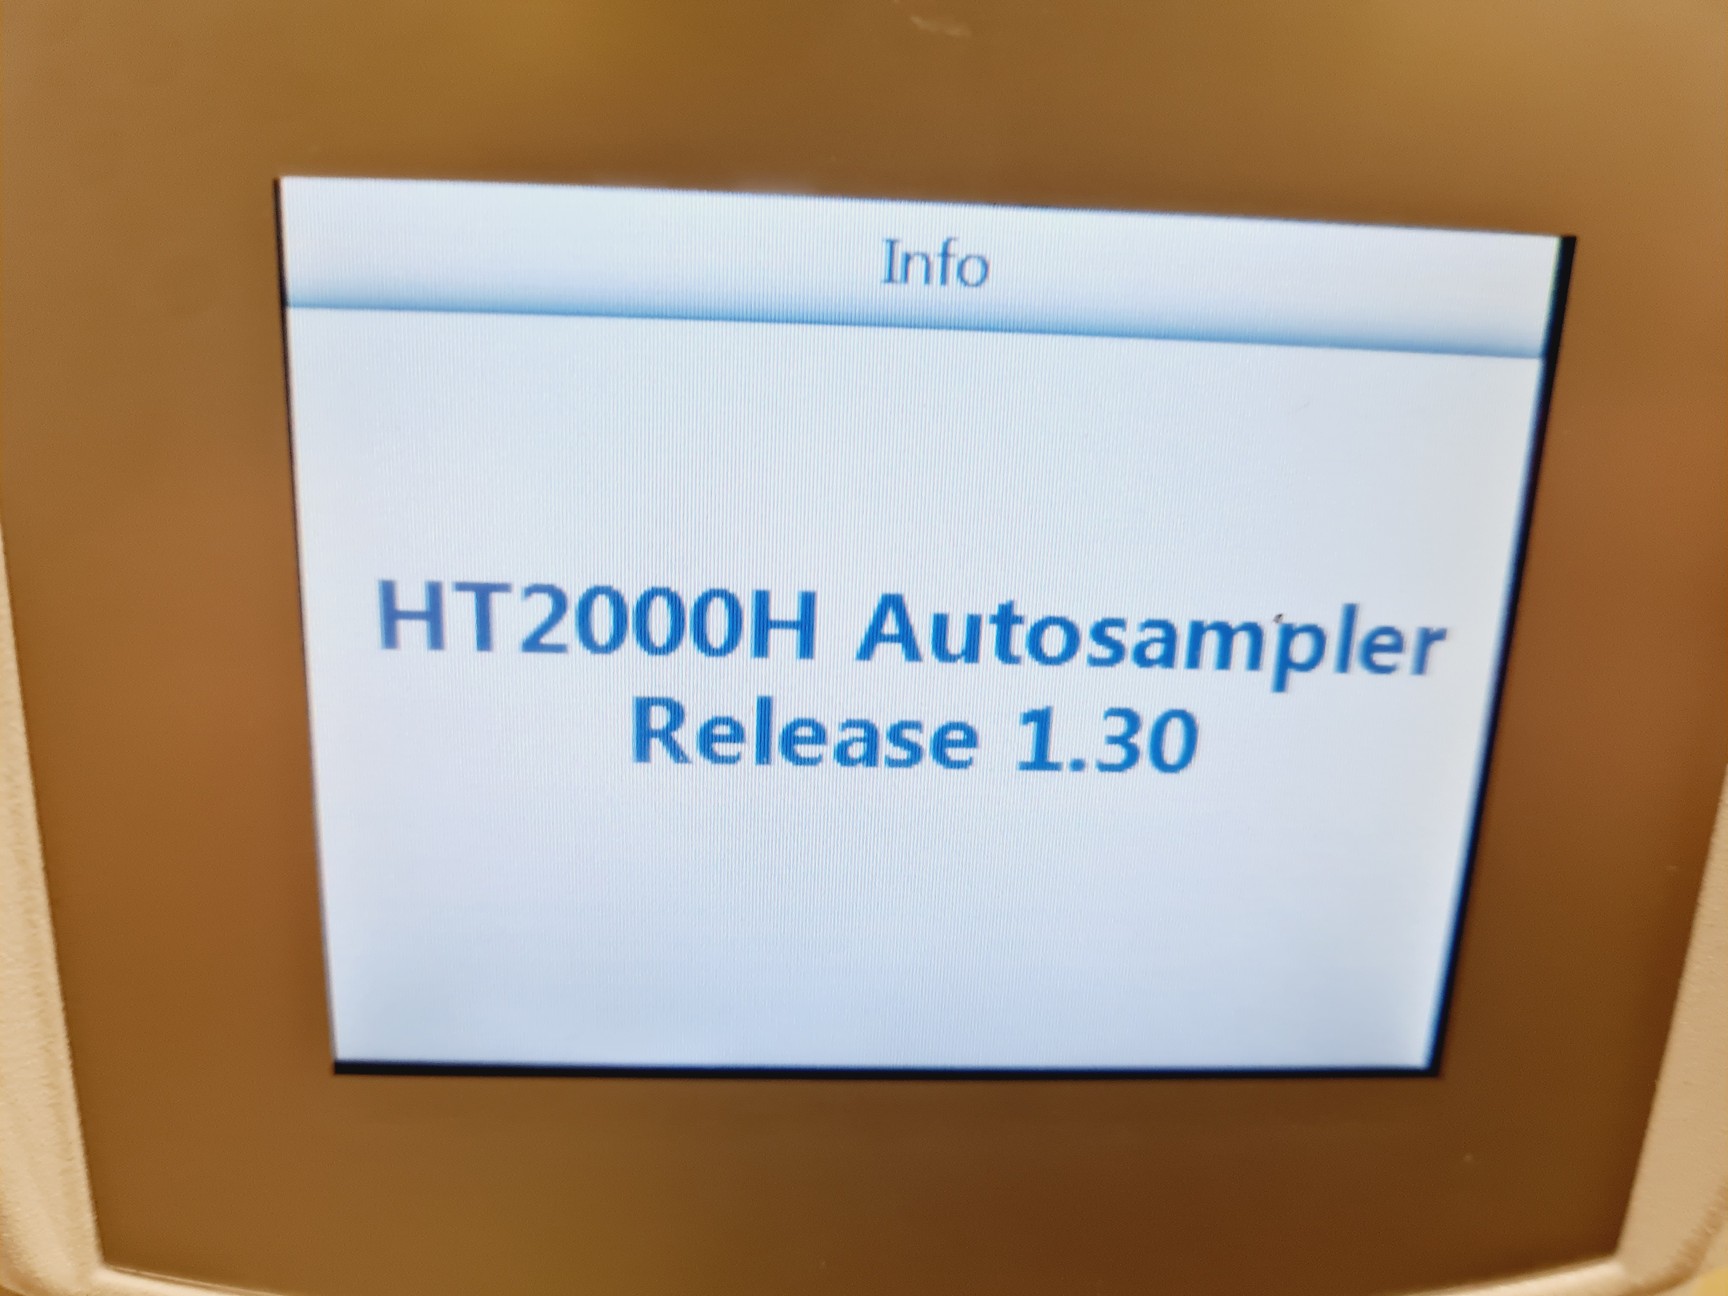 Info
HT2000H Autosampler
Release 1.30